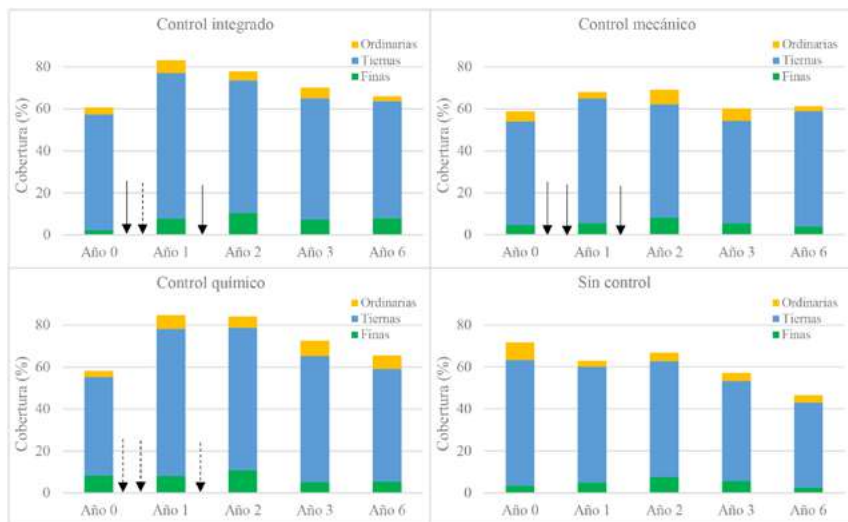 Control integrado
Ordinarias
Tiernas
Finas
Cobertura (%)
80
60
40
20
0
Año 0 Año 1 Año 2 Año 3 Año 6
Control mecánico
Ordinarias
Tiernas
Finas
Cobertura (%)
80
60
40
20
0
Año 0 Año 1 Año 2 Año 3 Año 6
Control químico
Ordinarias
Tiernas
Finas
Cobertura (%)
80
60
40
20
0
Año 0 Año 1 Año 2 Año 3 Año 6
Sin control
Ordinarias
Tiernas
Finas
Cobertura (%)
80
60
40
20
0
Año 0 Año 1 Año 2 Año 3 Año 6